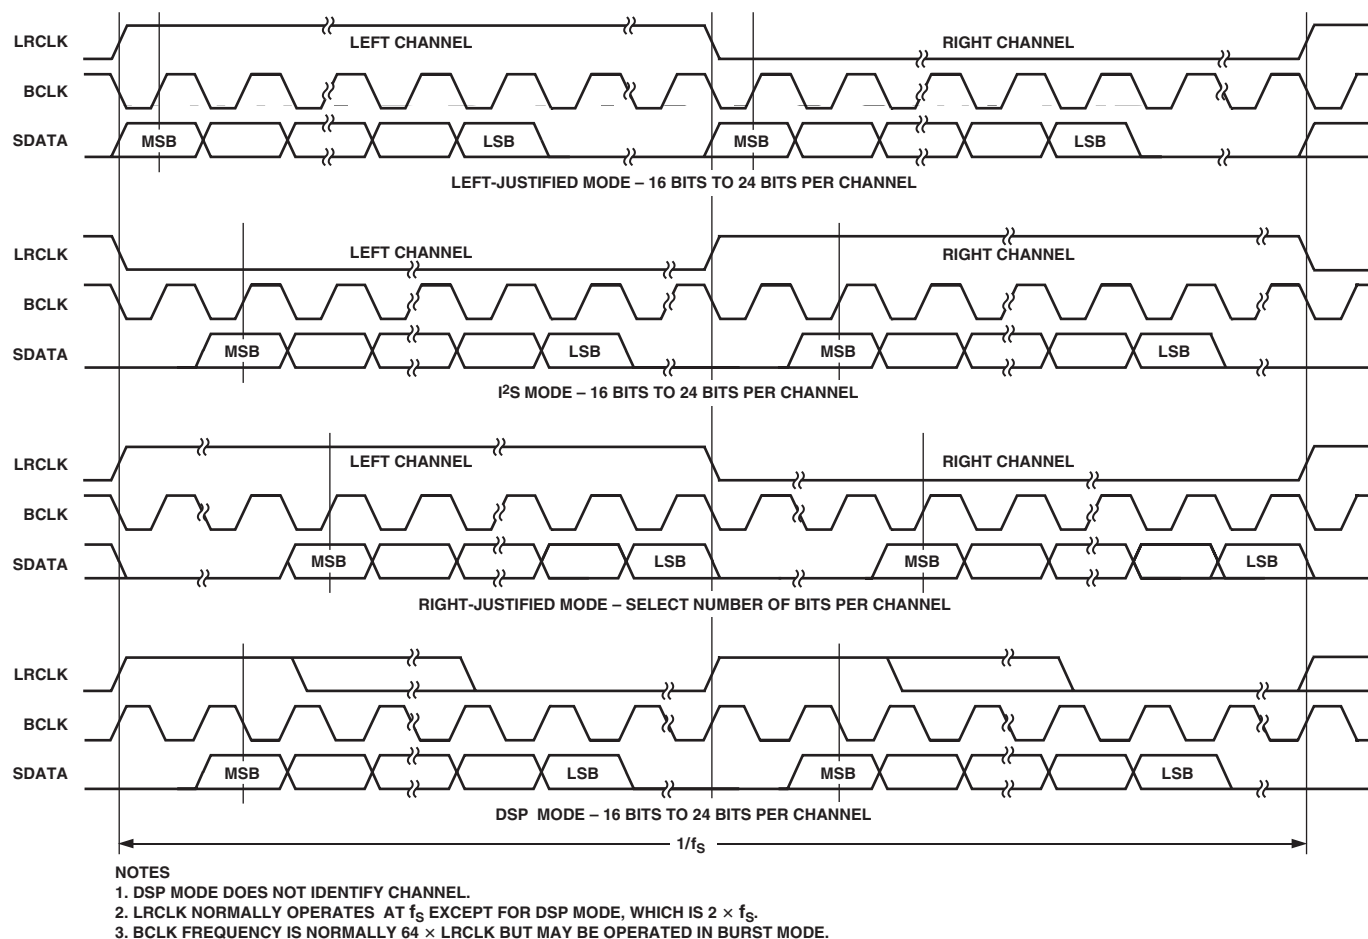 LRCLK LEFT CHANNEL RIGHT CHANNEL
BCLK
SDATA MSB LSB MSB LSB
LEFT-JUSTIFIED MODE – 16 BITS TO 24 BITS PER CHANNEL
LRCLK LEFT CHANNEL RIGHT CHANNEL
BCLK
SDATA MSB LSB MSB LSB
I²S MODE – 16 BITS TO 24 BITS PER CHANNEL
LRCLK LEFT CHANNEL RIGHT CHANNEL
BCLK
SDATA MSB LSB MSB LSB
RIGHT-JUSTIFIED MODE – SELECT NUMBER OF BITS PER CHANNEL
LRCLK
BCLK
SDATA MSB LSB MSB LSB
DSP MODE – 16 BITS TO 24 BITS PER CHANNEL
1/fS
NOTES
1. DSP MODE DOES NOT IDENTIFY CHANNEL.
2. LRCLK NORMALLY OPERATES AT fS EXCEPT FOR DSP MODE, WHICH IS 2 × fS.
3. BCLK FREQUENCY IS NORMALLY 64 × LRCLK BUT MAY BE OPERATED IN BURST MODE.